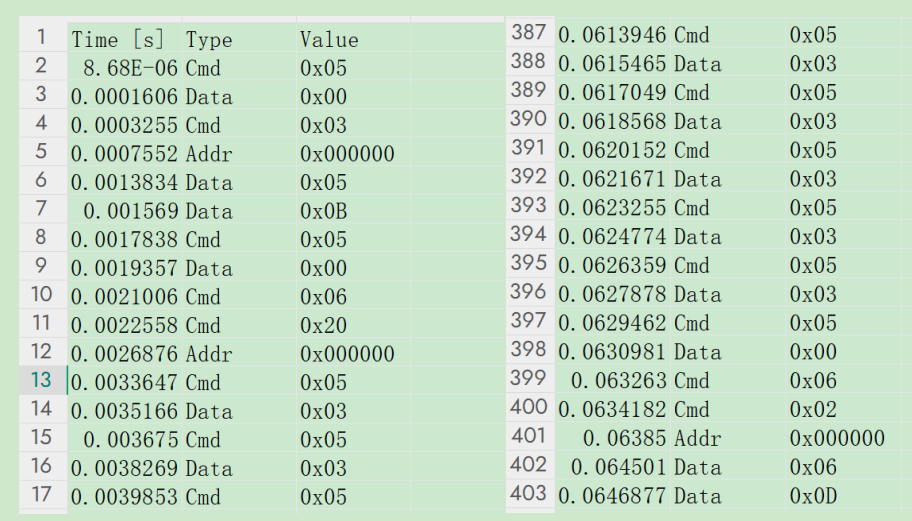 1 Time [s] Type Value
2 8.68E-06 Cmd 0x05
3 0.0001606 Data 0x00
4 0.0003255 Cmd 0x03
5 0.0007552 Addr 0x000000
6 0.0013834 Data 0x05
7 0.001569 Data 0x0B
8 0.0017838 Cmd 0x05
9 0.0019357 Data 0x00
10 0.0021006 Cmd 0x06
11 0.0022558 Cmd 0x20
12 0.0026876 Addr 0x000000
13 0.0033647 Cmd 0x05
14 0.0035166 Data 0x03
15 0.003675 Cmd 0x05
16 0.0038269 Data 0x03
17 0.0039853 Cmd 0x05
387 0.0613946 Cmd 0x05
388 0.0615465 Data 0x03
389 0.0617049 Cmd 0x05
390 0.0618568 Data 0x03
391 0.0620152 Cmd 0x05
392 0.0621671 Data 0x03
393 0.0623255 Cmd 0x05
394 0.0624774 Data 0x03
395 0.0626359 Cmd 0x05
396 0.0627878 Data 0x03
397 0.0629462 Cmd 0x05
398 0.0630981 Data 0x00
399 0.063263 Cmd 0x06
400 0.0634182 Cmd 0x02
401 0.06385 Addr 0x000000
402 0.064501 Data 0x06
403 0.0646877 Data 0x0D